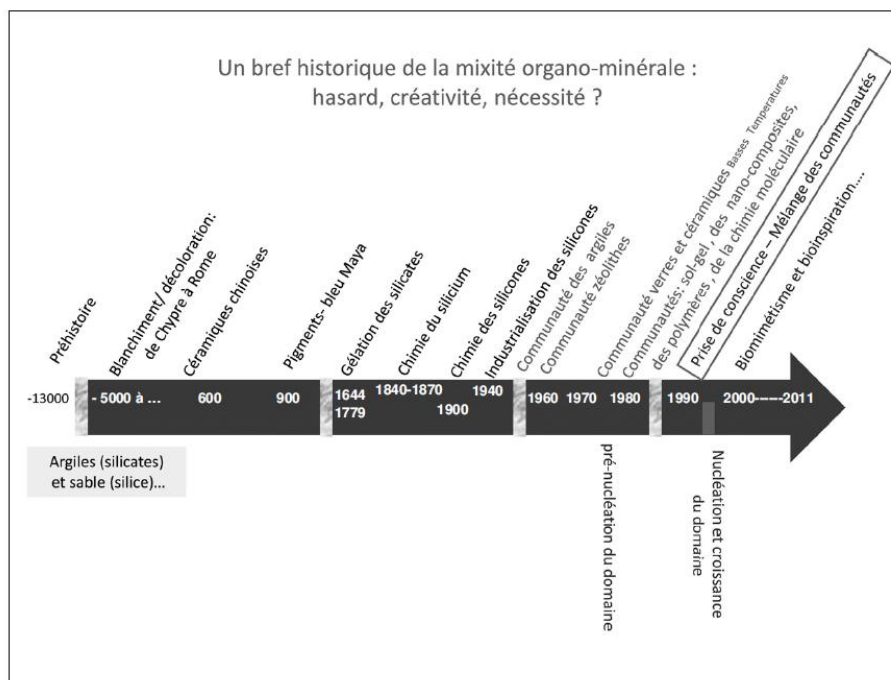 Un bref historique de la mixité organo-minérale :
hasard, créativité, nécessité ?
Préhistoire
Blanchiment/ décoloration:
de Chypre à Rome
Céramiques chinoises
Pigments- bleu Maya
Gélation des silicates
Chimie du silicium
Chimie des silicones
Industrialisation des silicones
Communauté des argiles
Communauté zéolithes
Communauté verres et céramiques Basses Temperatures
Communautés: sol-gel , des nano-composites,
des polymères , de la chimie moléculaire
Prise de conscience – Mélange des communautés
Biomimétisme et bioinspiration....
-13000
- 5000 à ...
600
900
1644
1779
1840-1870
1900
1940
1960
1970
1980
1990
2000------2011
Argiles (silicates)
et sable (silice)...
pré-nucléation du domaine
Nucléation et croissance
du domaine